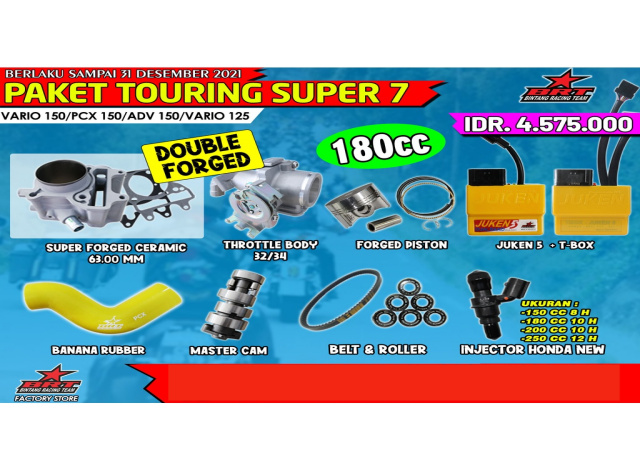 BERLAKU SAMPAI 31 DESEMBER 2021
PAKET TOURING SUPER 7
VARIO 150/PCX 150/ADV 150/VARIO 125
BRT
BINTANG RACING TEAM
IDR. 4.575.000
DOUBLE
FORGED
180cc
SUPER FORGED CERAMIC
63.00 MM
THROTTLE BODY
32/34
FORGED PISTON
JUKEN 5
JUKEN 5 + T-BOX
BRT
PCX
BANANA RUBBER
MASTER CAM
BELT & ROLLER
UKURAN :
-150 CC 8 H
-180 CC 10 H
-200 CC 10 H
-250 CC 12 H
INJECTOR HONDA NEW
BRT
BINTANG RACING TEAM
FACTORY STORE